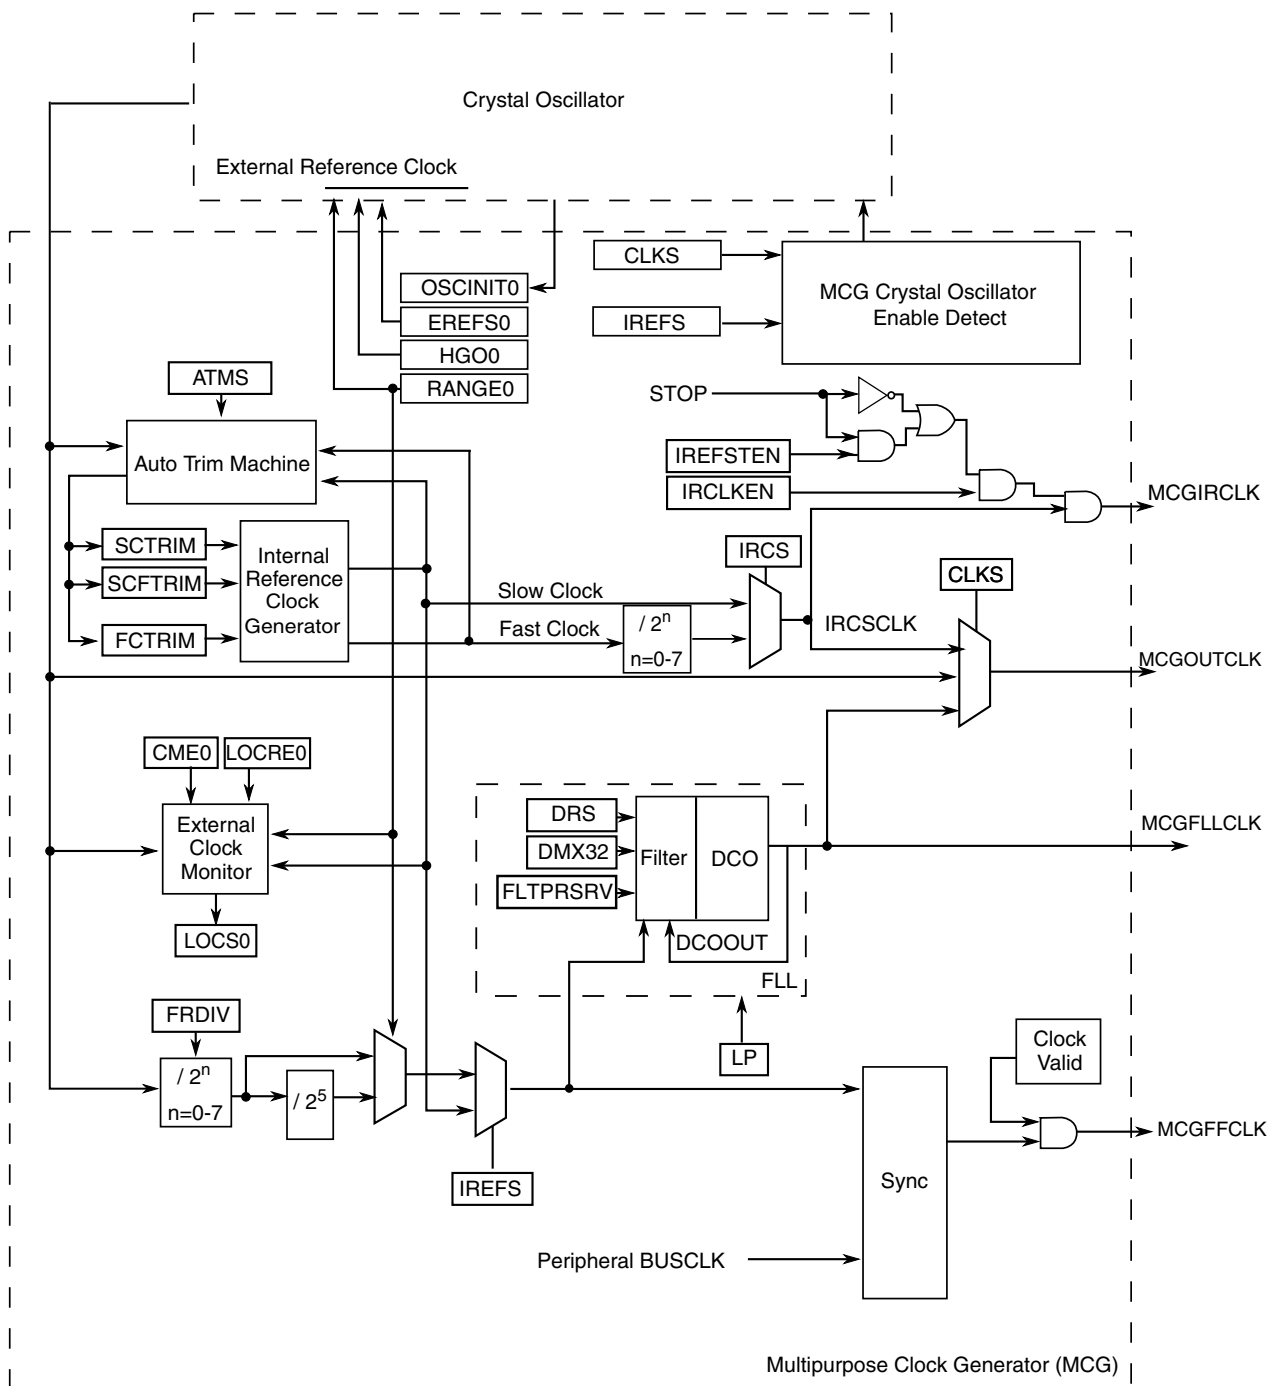 Crystal Oscillator
External Reference Clock
CLKS
OSCINIT0
MCG Crystal Oscillator
Enable Detect
EREFS0
IREFS
HGO0
RANGE0
ATMS
STOP
Auto Trim Machine
IREFSTEN
IRCLKEN
MCGIRCLK
SCTRIM
SCFTRIM
FCTRIM
Internal
Reference
Clock
Generator
IRCS
CLKS
Slow Clock
Fast Clock
/ 2n
n=0-7
IRCSCLK
MCGOUTCLK
CME0
LOCRE0
External
Clock
Monitor
LOCS0
DRS
DMX32
FLTPRSRV
Filter
DCO
MCGFLLCLK
DCOOUT
FLL
LP
FRDIV
/ 2n
n=0-7
/ 25
IREFS
Clock
Valid
MCGFFCLK
Sync
Peripheral BUSCLK
Multipurpose Clock Generator (MCG)